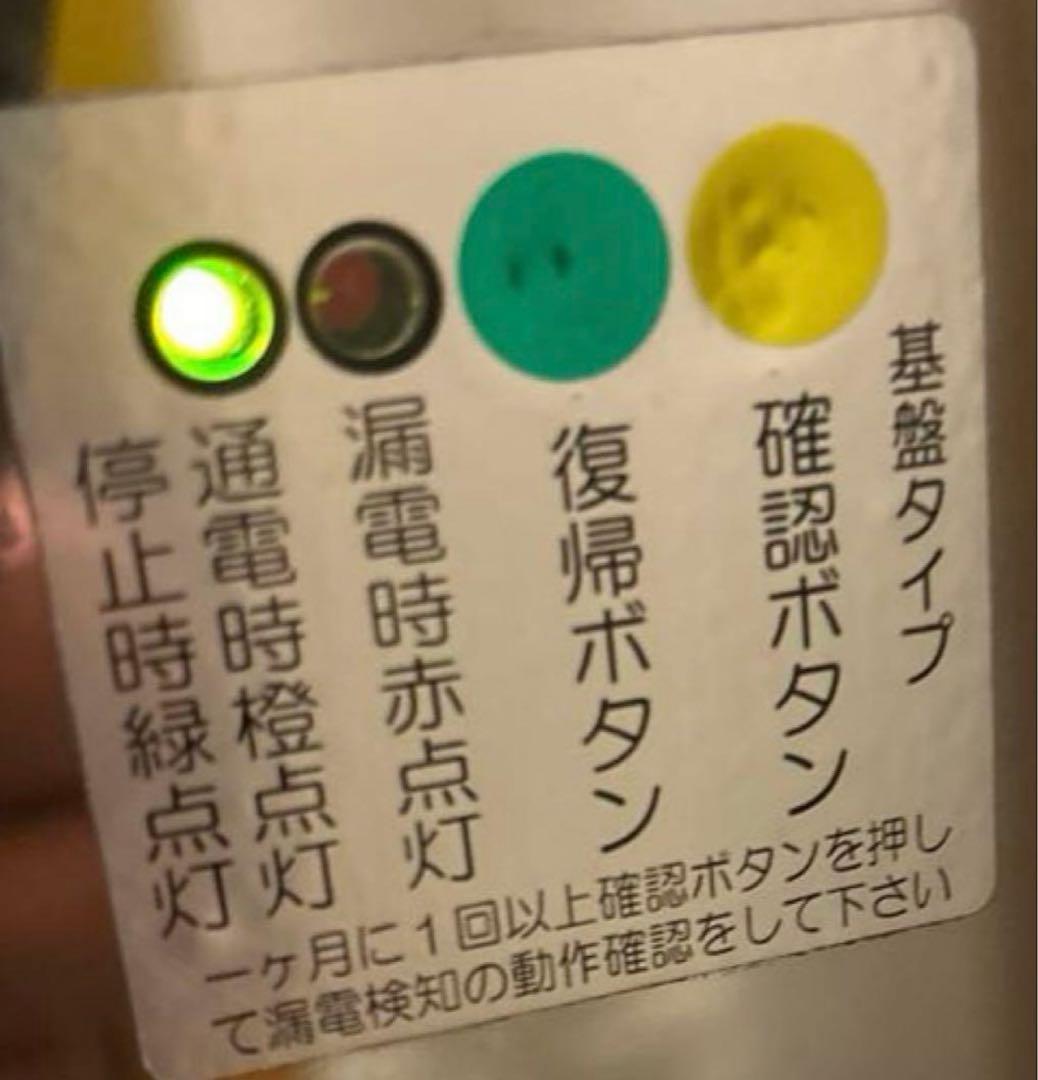 基盤タイプ
確認ボタン
復帰ボタン
漏電時赤点灯
通電時橙点灯
停止時緑点灯
一ヶ月に1回以上確認ボタンを押し
て漏電検知の動作確認をして下さい